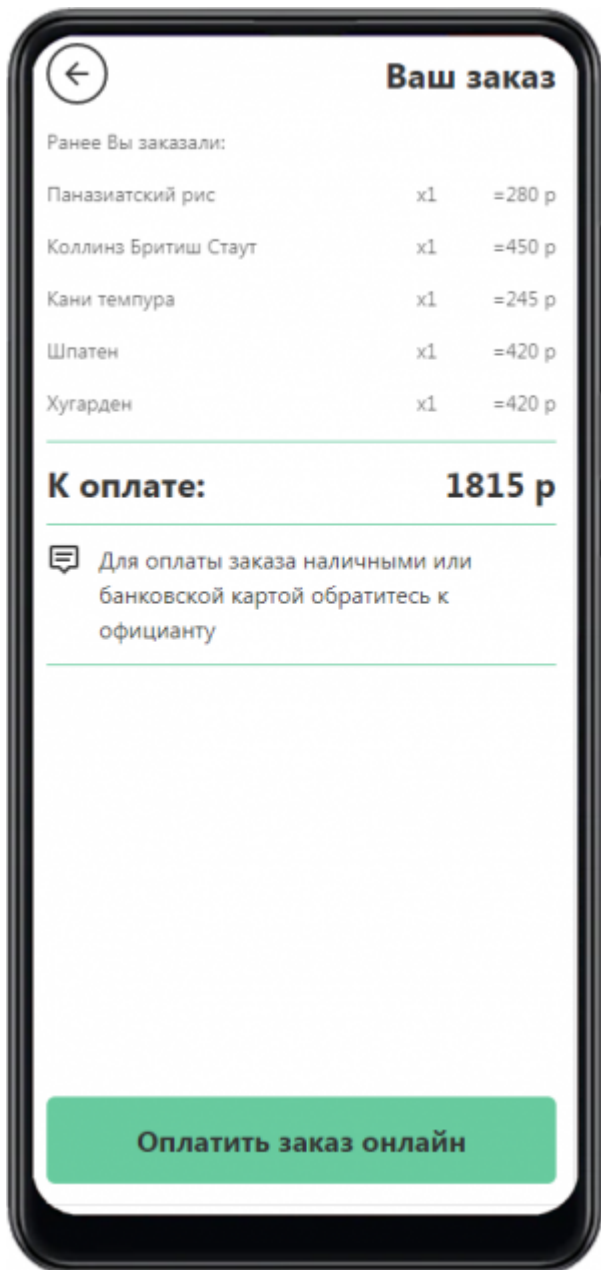 Ваш заказ
Ранее Вы заказали:
Паназиатский рис x1 =280 р
Коллинз Бритиш Стаут x1 =450 р
Кани темпура x1 =245 р
Шпатен x1 =420 р
Хугарден x1 =420 р
К оплате: 1815 р
Для оплаты заказа наличными или
банковской картой обратитесь к
официанту
Оплатить заказ онлайн